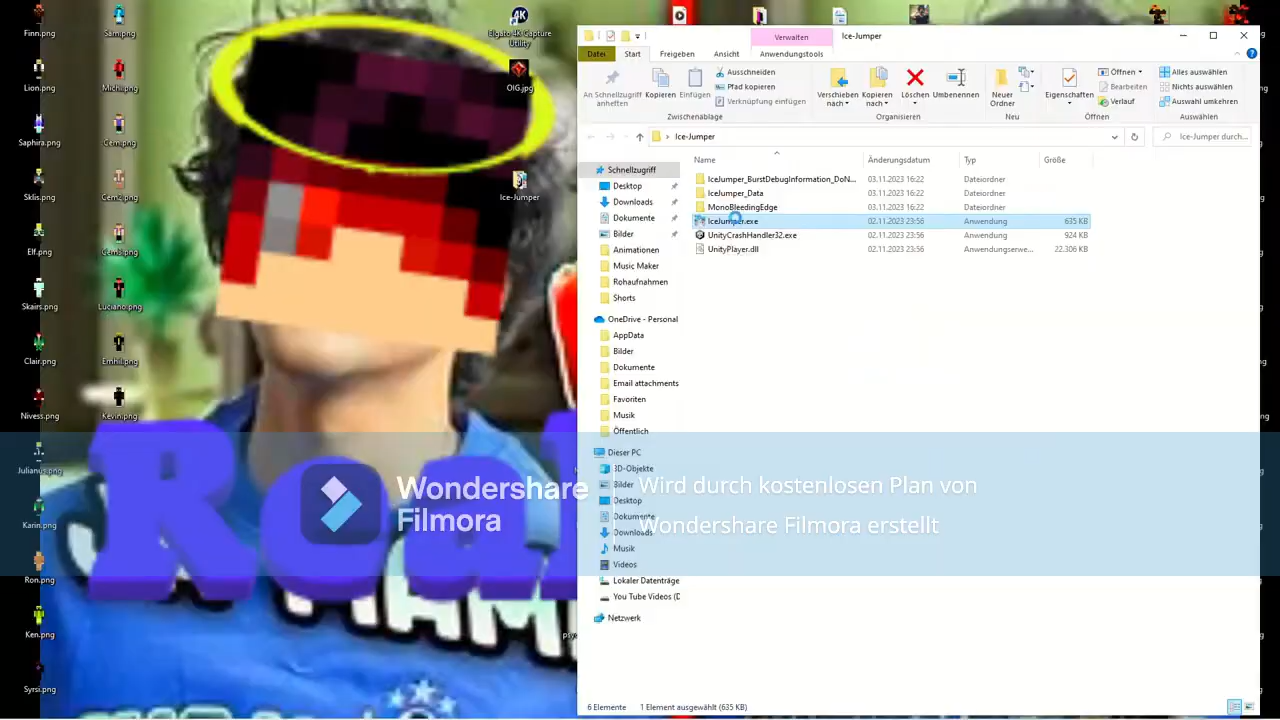 Finn.png
Sami.png
Lion.png
Michi.png
Saphira.png
Cemi.png
Elf.png
Skairs.png
Luciano.png
Clair.png
Emhil.png
Nivess.png
Kevin.png
Julianus.png
Karin.png
Ron.png
Ken.png
Syrsi.png
4K
Elgato 4K Capture
Utility
OIG.jpg
Ice-Jumper
Verwalten
Ice-Jumper
Datei
Start
Freigeben
Ansicht
Anwendungstools
An Schnellzugriff
anheften
Kopieren
Einfügen
Ausschneiden
Pfad kopieren
Verknüpfung einfügen
Zwischenablage
Verschieben
nach
Kopieren
nach
Löschen
Umbenennen
Organisieren
Neuer
Ordner
Neu
Eigenschaften
Öffnen
Bearbeiten
Verlauf
Öffnen
Alles auswählen
Nichts auswählen
Auswahl umkehren
Auswählen
Ice-Jumper
Ice-Jumper durch...
Name
Änderungsdatum
Typ
Größe
IceJumper_BurstDebugInformation_DoN... 03.11.2023 16:22 Dateiordner
IceJumper_Data 03.11.2023 16:22 Dateiordner
MonoBleedingEdge 03.11.2023 16:22 Dateiordner
IceJumper.exe 02.11.2023 23:56 Anwendung 635 KB
UnityCrashHandler32.exe 02.11.2023 23:56 Anwendung 924 KB
UnityPlayer.dll 02.11.2023 23:56 Anwendungserwe... 22.306 KB
Schnellzugriff
Desktop
Downloads
Dokumente
Bilder
Animationen
Music Maker
Rohaufnahmen
Shorts
OneDrive - Personal
AppData
Bilder
Dokumente
Email attachments
Favoriten
Musik
Öffentlich
Dieser PC
3D-Objekte
Bilder
Desktop
Dokumente
Downloads
Musik
Videos
Lokaler Datenträge
You Tube Videos (D
Netzwerk
Wondershare
Filmora
Wird durch kostenlosen Plan von
Wondershare Filmora erstellt
6 Elemente
1 Element ausgewählt (635 KB)